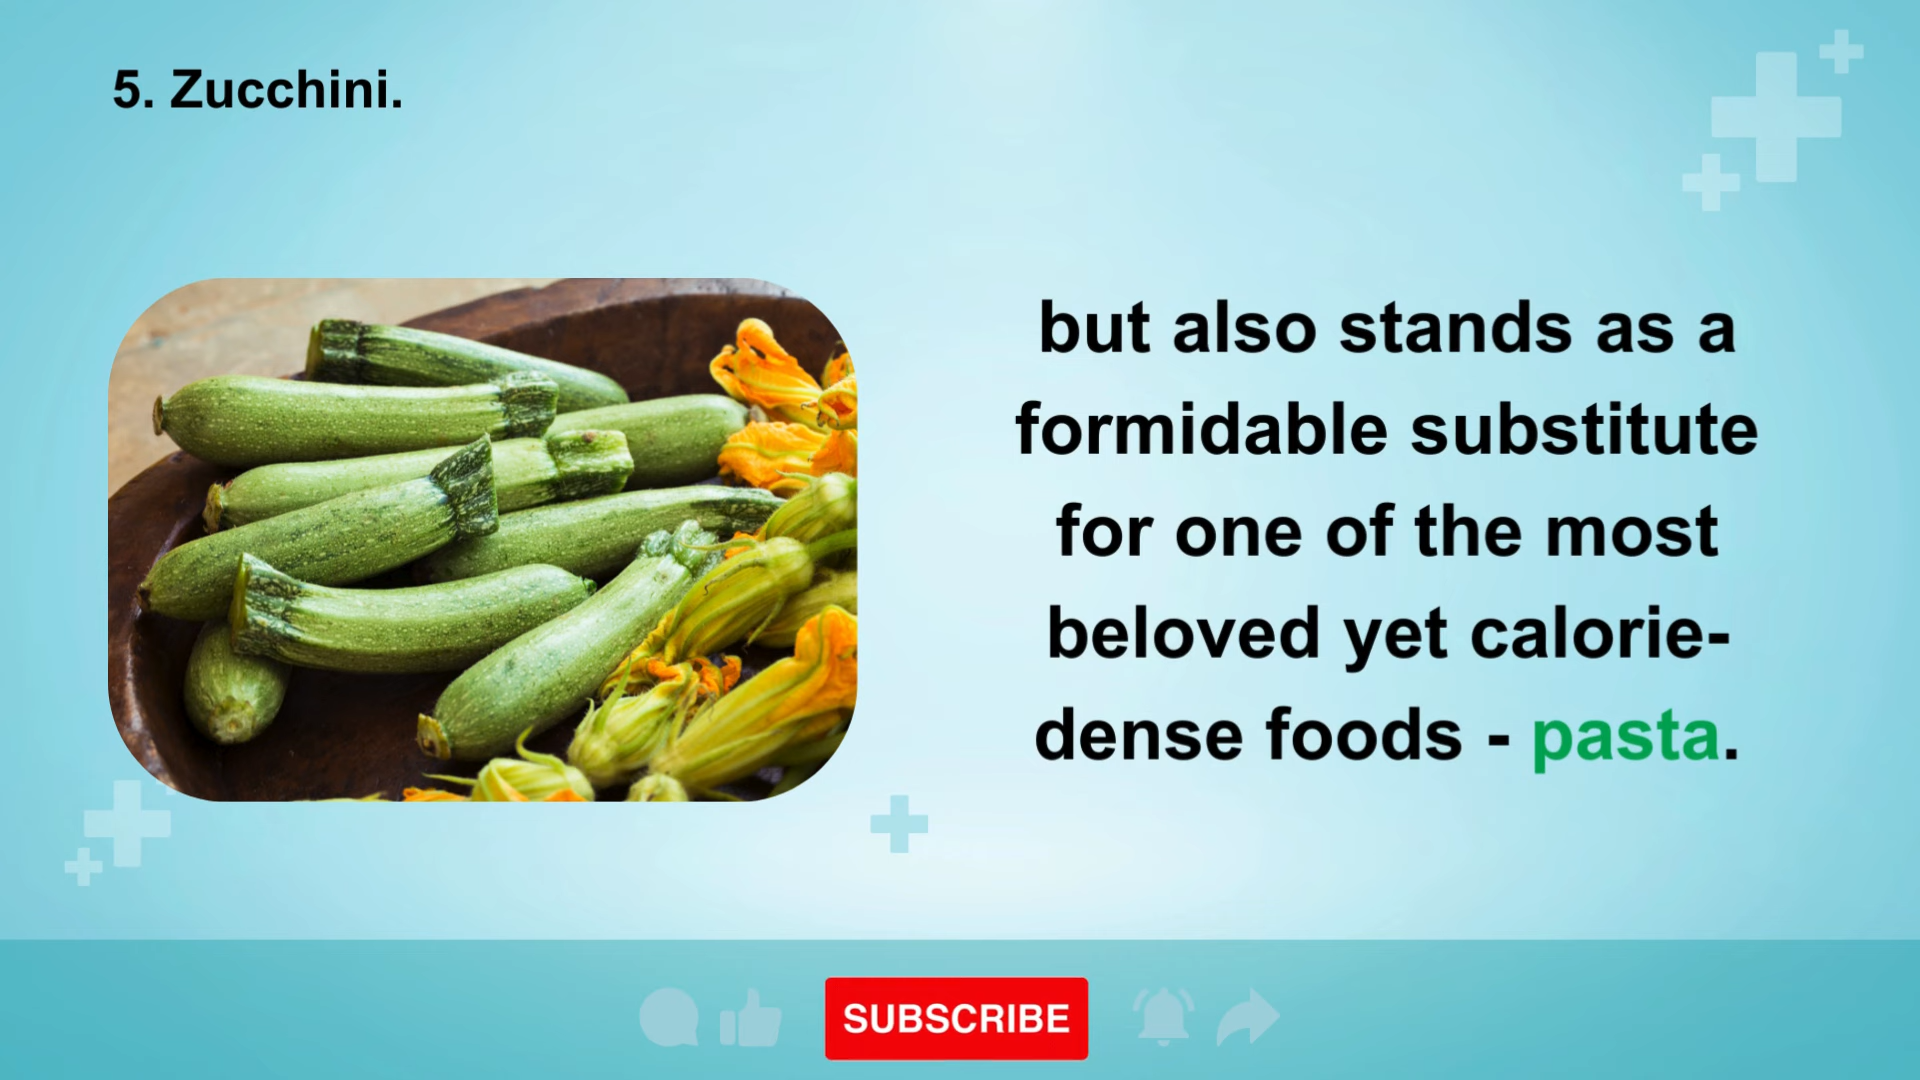 5. Zucchini.
but also stands as a
formidable substitute
for one of the most
beloved yet calorie-
dense foods - pasta.
SUBSCRIBE